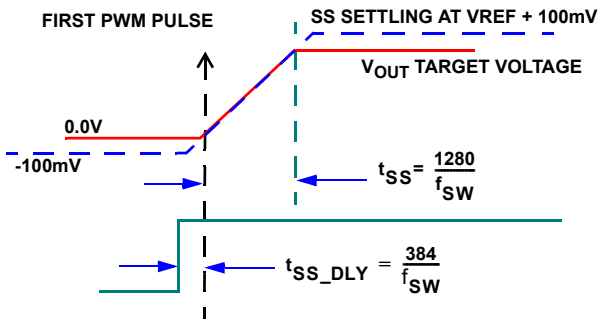 FIRST PWM PULSE
SS SETTLING AT VREF + 100mV
VOUT TARGET VOLTAGE
0.0V
-100mV
tSS= 1280/fSW
tSS_DLY = 384/fSW